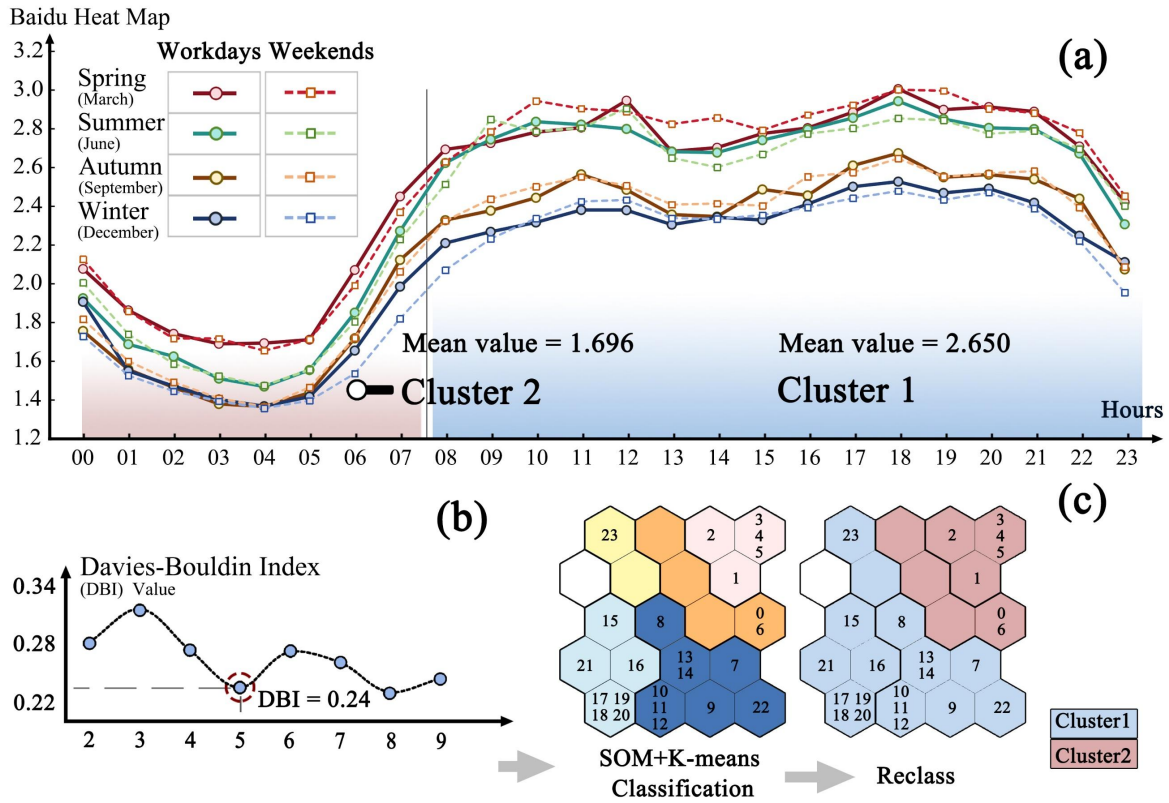 Baidu Heat Map
(a)
Workdays Weekends
Spring
(March)
Summer
(June)
Autumn
(September)
Winter
(December)
3.2
3.0
2.8
2.6
2.4
2.2
2.0
1.8
1.6
1.4
1.2
Mean value = 1.696
Mean value = 2.650
Cluster 2
Cluster 1
Hours
00 01 02 03 04 05 06 07 08 09 10 11 12 13 14 15 16 17 18 19 20 21 22 23
(b)
Davies-Bouldin Index
(DBI) Value
0.34
0.28
0.22
DBI = 0.24
2 3 4 5 6 7 8 9
23 2 3
4
5
1
15 8 0
6
21 16 13
14 7
17 19
18 20
10
11
12
9 22
SOM+K-means
Classification
(c)
23 2 3
4
5
1
15 8 0
6
21 16 13
14 7
17 19
18 20
10
11
12
9 22
Reclass
Cluster1
Cluster2